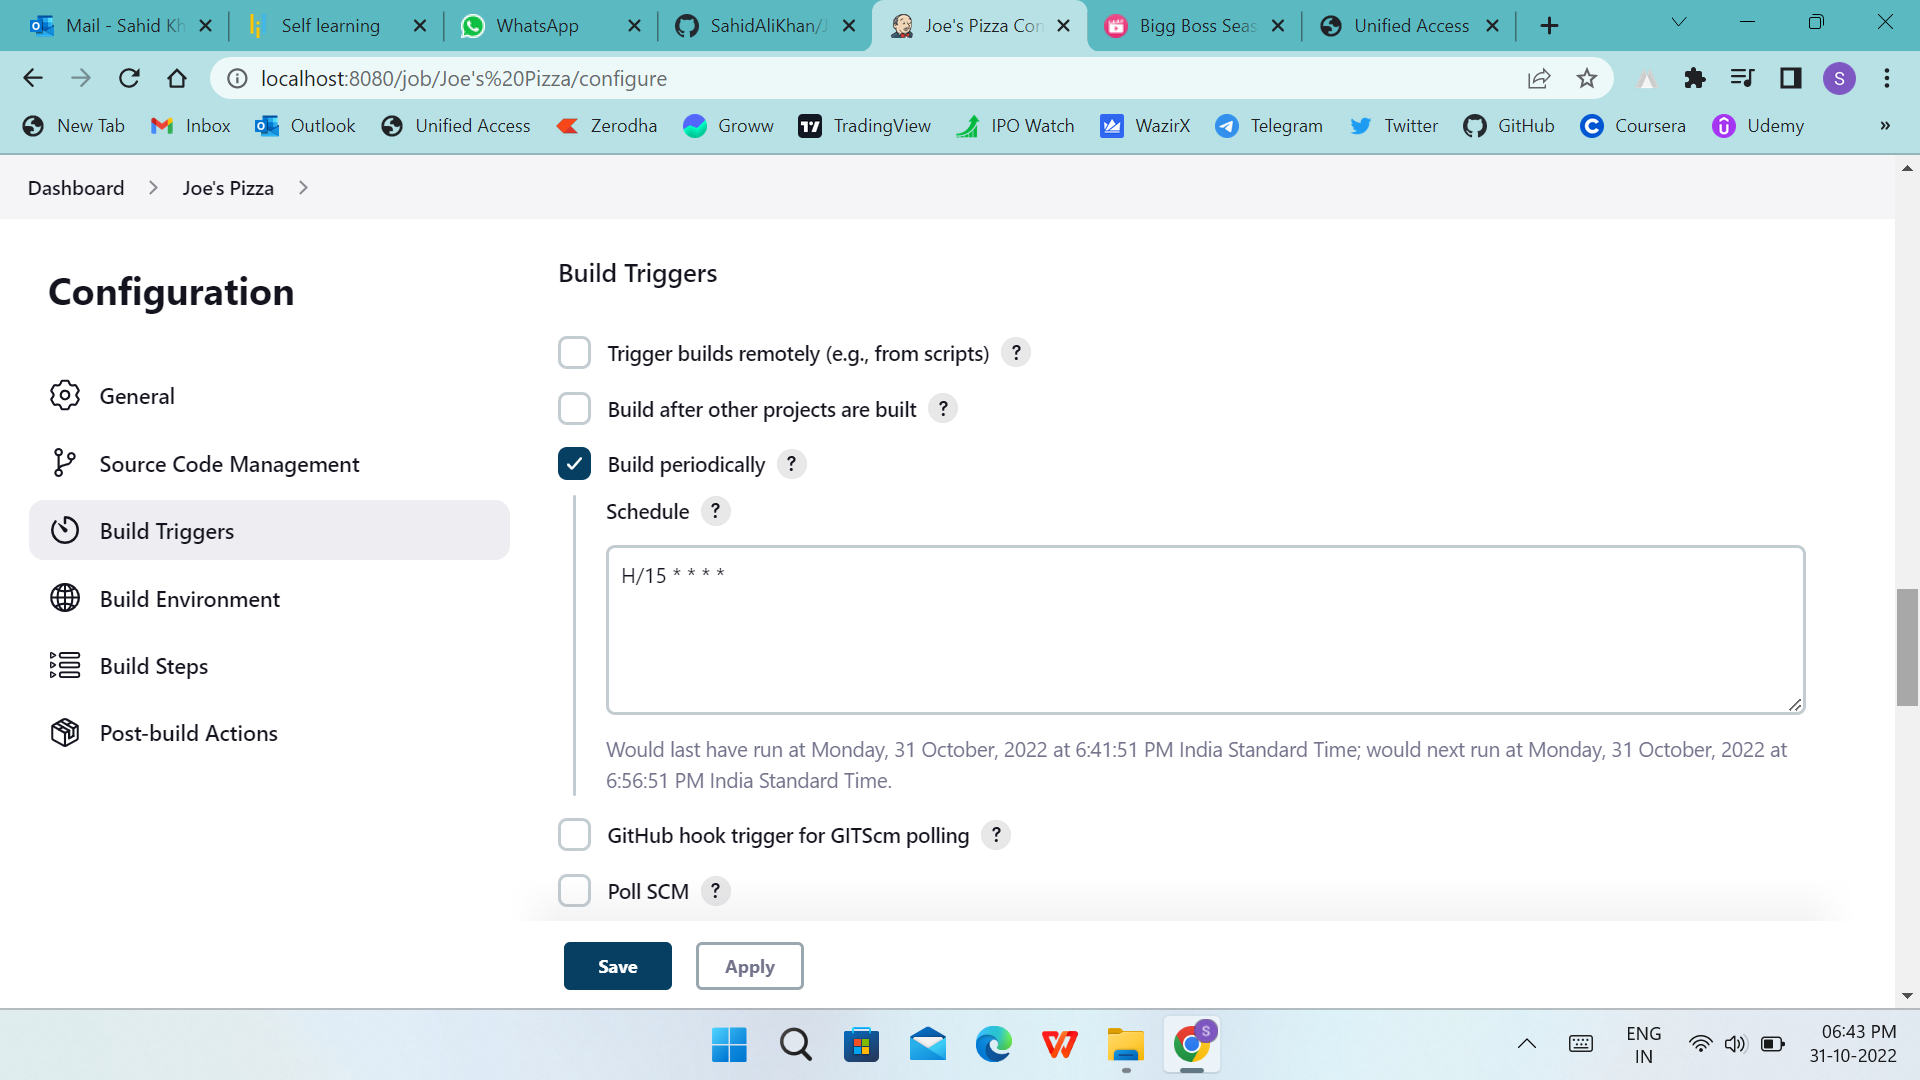 Mail - Sahid Kh
Self learning
WhatsApp
SahidAliKhan/J
Joe's Pizza Con
Bigg Boss Seas
Unified Access
localhost:8080/job/Joe's%20Pizza/configure
S
New Tab
Inbox
Outlook
Unified Access
Zerodha
Groww
TradingView
IPO Watch
WazirX
Telegram
Twitter
GitHub
Coursera
Udemy
»
Dashboard
Joe's Pizza
Configuration
General
Source Code Management
Build Triggers
Build Environment
Build Steps
Post-build Actions
Build Triggers
Trigger builds remotely (e.g., from scripts) ?
Build after other projects are built ?
Build periodically ?
Schedule ?
H/15 * * * *
Would last have run at Monday, 31 October, 2022 at 6:41:51 PM India Standard Time; would next run at Monday, 31 October, 2022 at
6:56:51 PM India Standard Time.
GitHub hook trigger for GITScm polling ?
Poll SCM ?
Save
Apply
S
ENG
IN
06:43 PM
31-10-2022